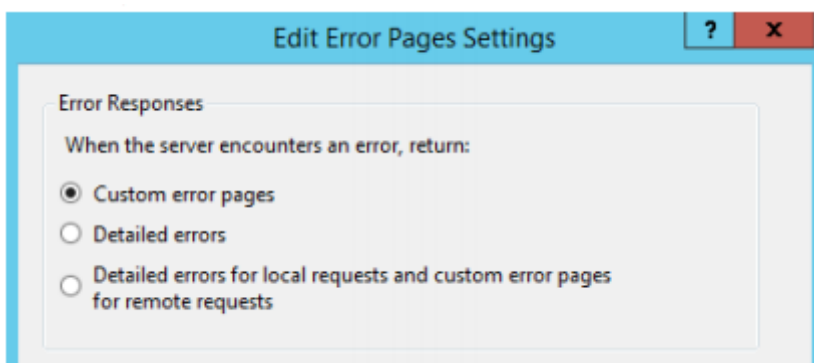 Edit Error Pages Settings
? x
Error Responses
When the server encounters an error, return:
Custom error pages
Detailed errors
Detailed errors for local requests and custom error pages
for remote requests